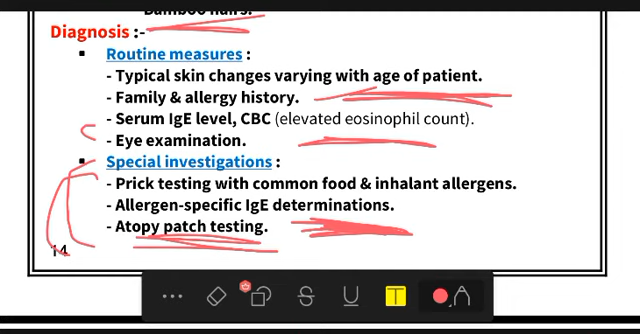 Bamboo hairs.
Diagnosis :-
▪ Routine measures :
- Typical skin changes varying with age of patient.
- Family & allergy history.
- Serum IgE level, CBC (elevated eosinophil count).
- Eye examination.
▪ Special investigations :
- Prick testing with common food & inhalant allergens.
- Allergen-specific IgE determinations.
- Atopy patch testing.
14